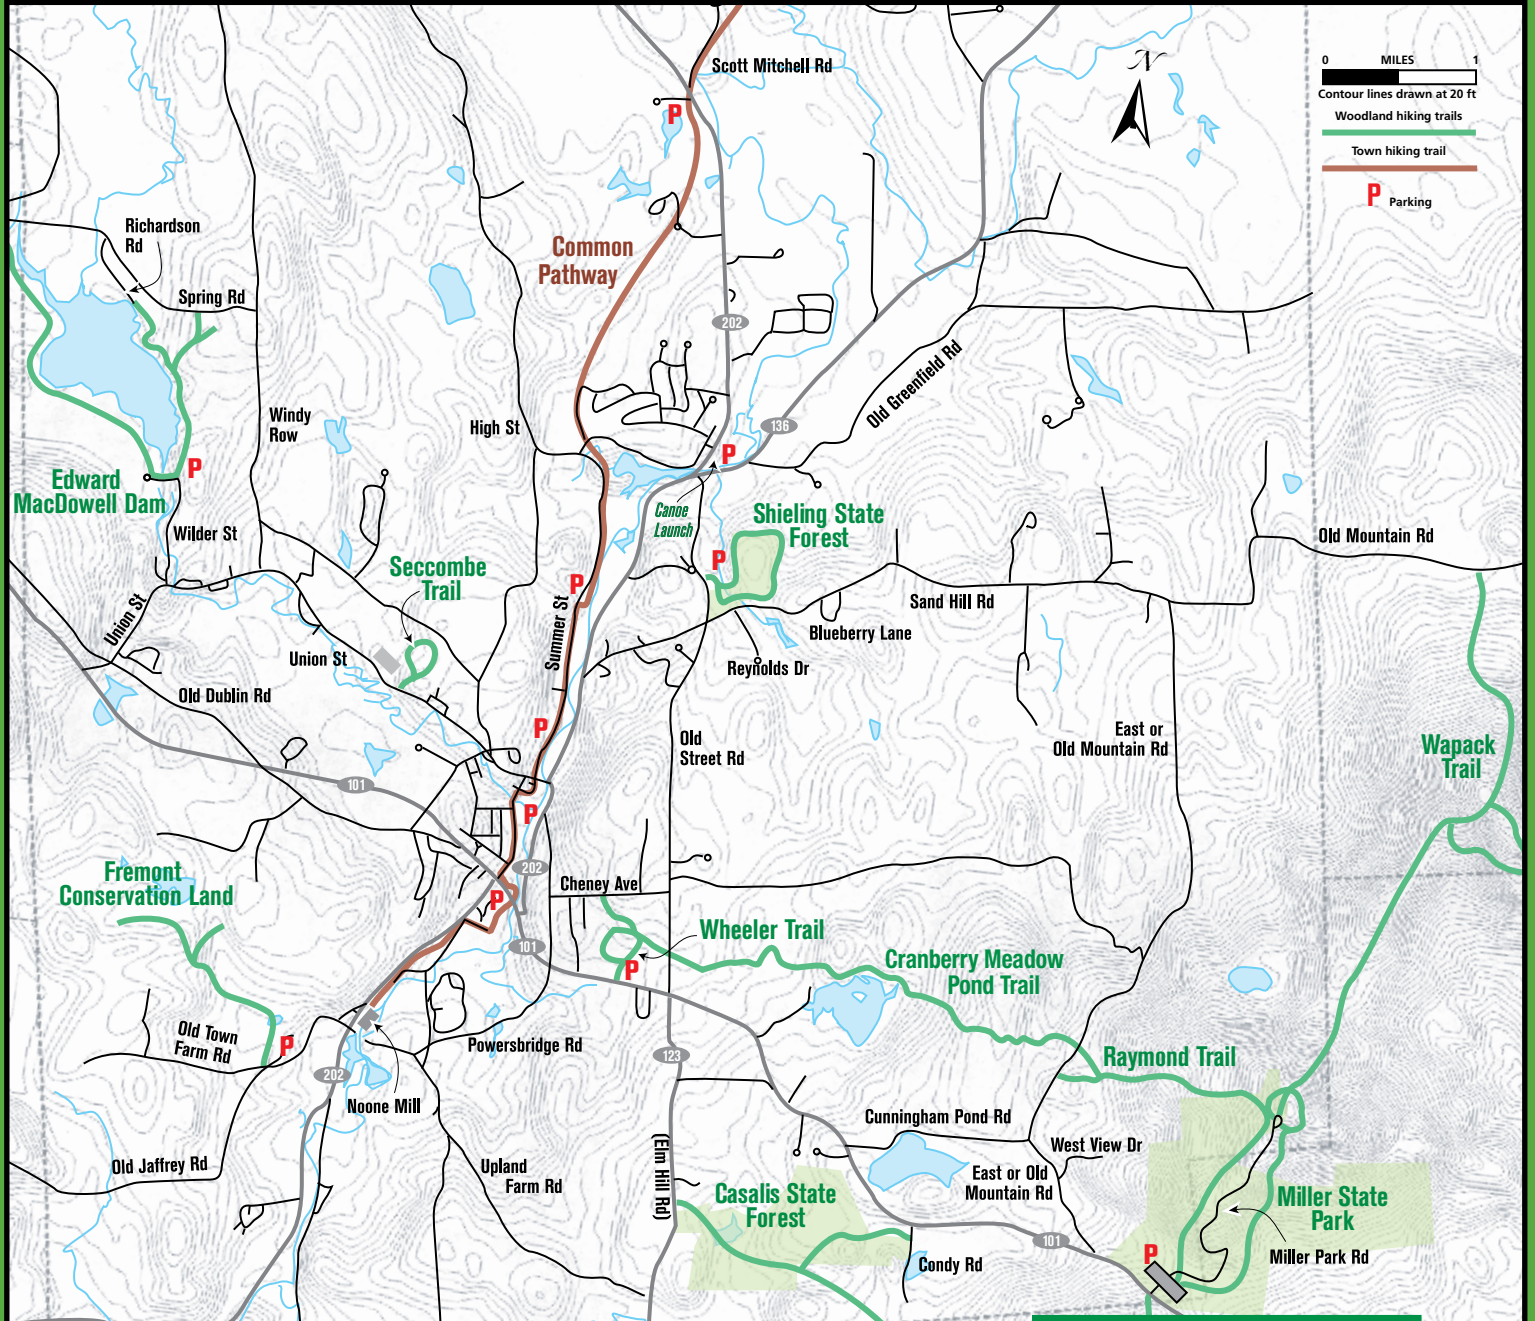 Scott Mitchell Rd
0 MILES 1
Contour lines drawn at 20 ft
Woodland hiking trails
Town hiking trail
P Parking
N
P
Richardson
Rd
Common
Pathway
Spring Rd
202
Windy
Row
High St
Old Greenfield Rd
136
P
P
Edward
MacDowell Dam
Canoe
Launch
Shieling State
Forest
Wilder St
Old Mountain Rd
Seccombe
Trail
P
P
Sand Hill Rd
Union St
Summer St
Blueberry Lane
Union St
Reynolds Dr
Old Dublin Rd
P
Old
Street Rd
East or
Old Mountain Rd
Wapack
Trail
101
P
Fremont
Conservation Land
202
Cheney Ave
P
Wheeler Trail
101
P
Cranberry Meadow
Pond Trail
Old Town
Farm Rd
P
Powersbridge Rd
123
Raymond Trail
202
Noone Mill
Cunningham Pond Rd
West View Dr
(Elm Hill Rd)
Old Jaffrey Rd
Upland
Farm Rd
East or Old
Mountain Rd
Casalis State
Forest
Miller State
Park
101
P
Miller Park Rd
Condy Rd